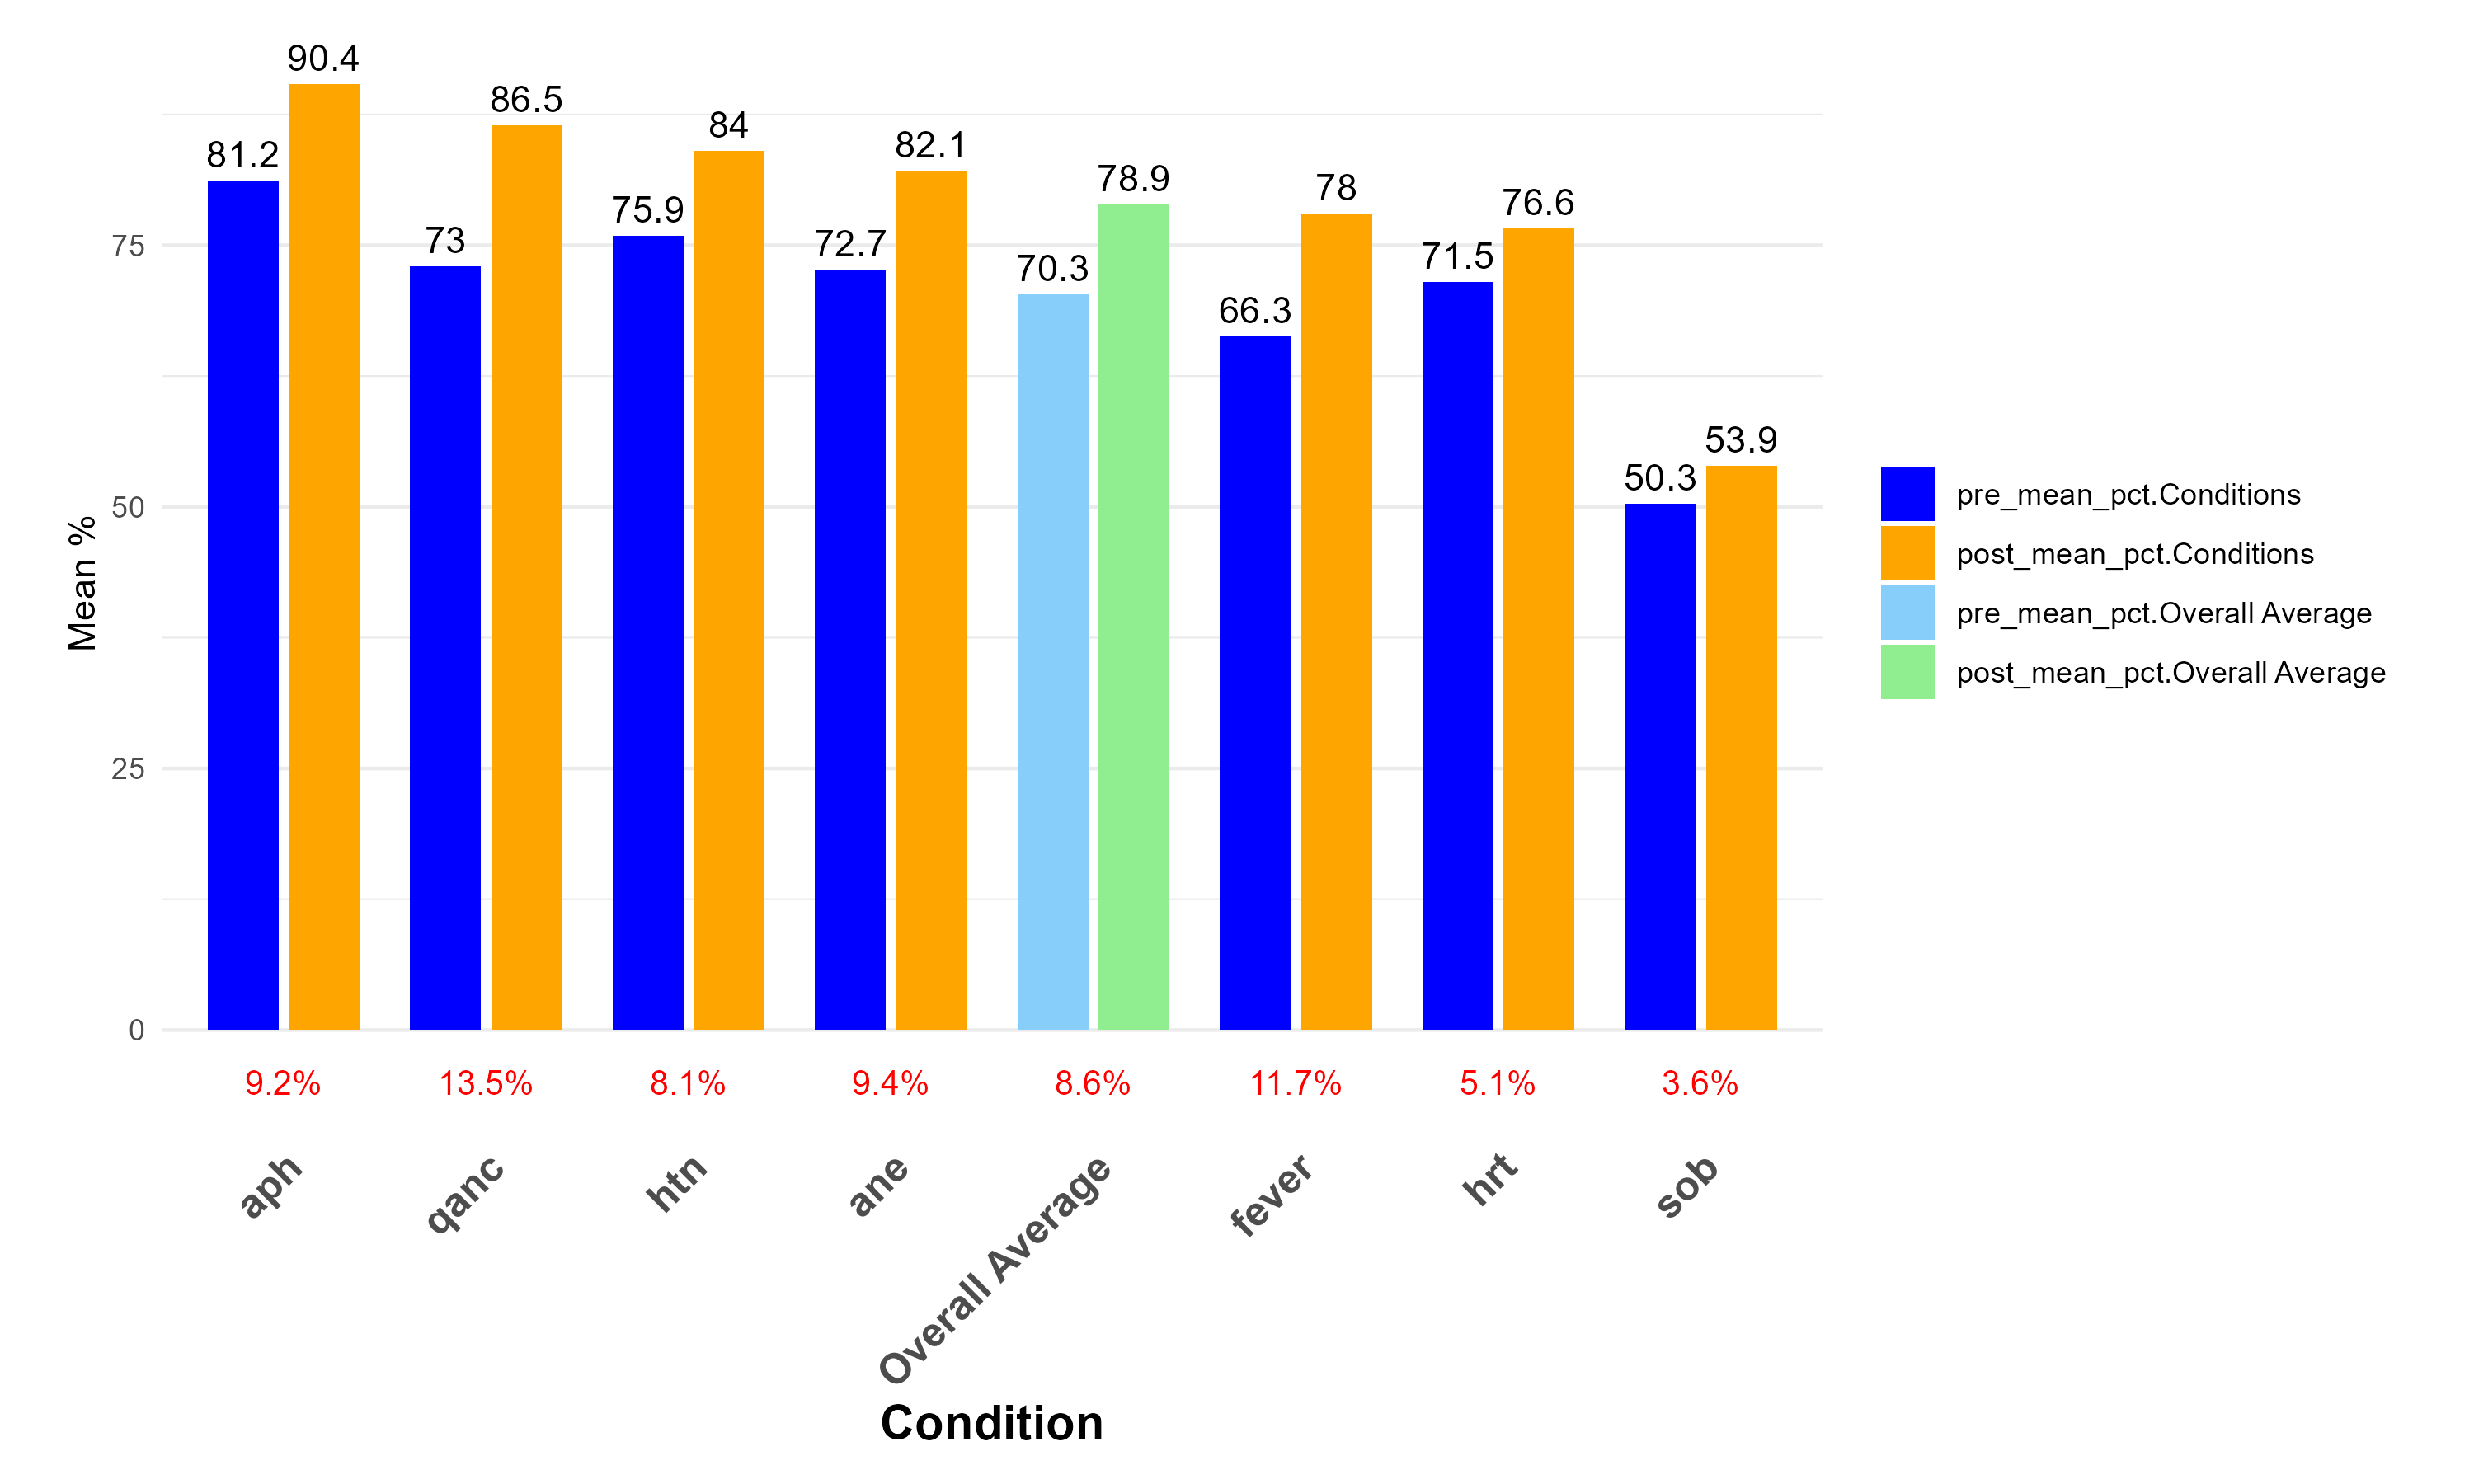 90.4
86.5
84
82.1
81.2
78.9
78
76.6
75.9
73
72.7
71.5
70.3
66.3
53.9
50.3
75
50
25
0
Mean %
pre_mean_pct.Conditions
post_mean_pct.Conditions
pre_mean_pct.Overall Average
post_mean_pct.Overall Average
9.2% 13.5% 8.1% 9.4% 8.6% 11.7% 5.1% 3.6%
aph
qanc
htn
ane
Overall Average
fever
hrt
sob
Condition